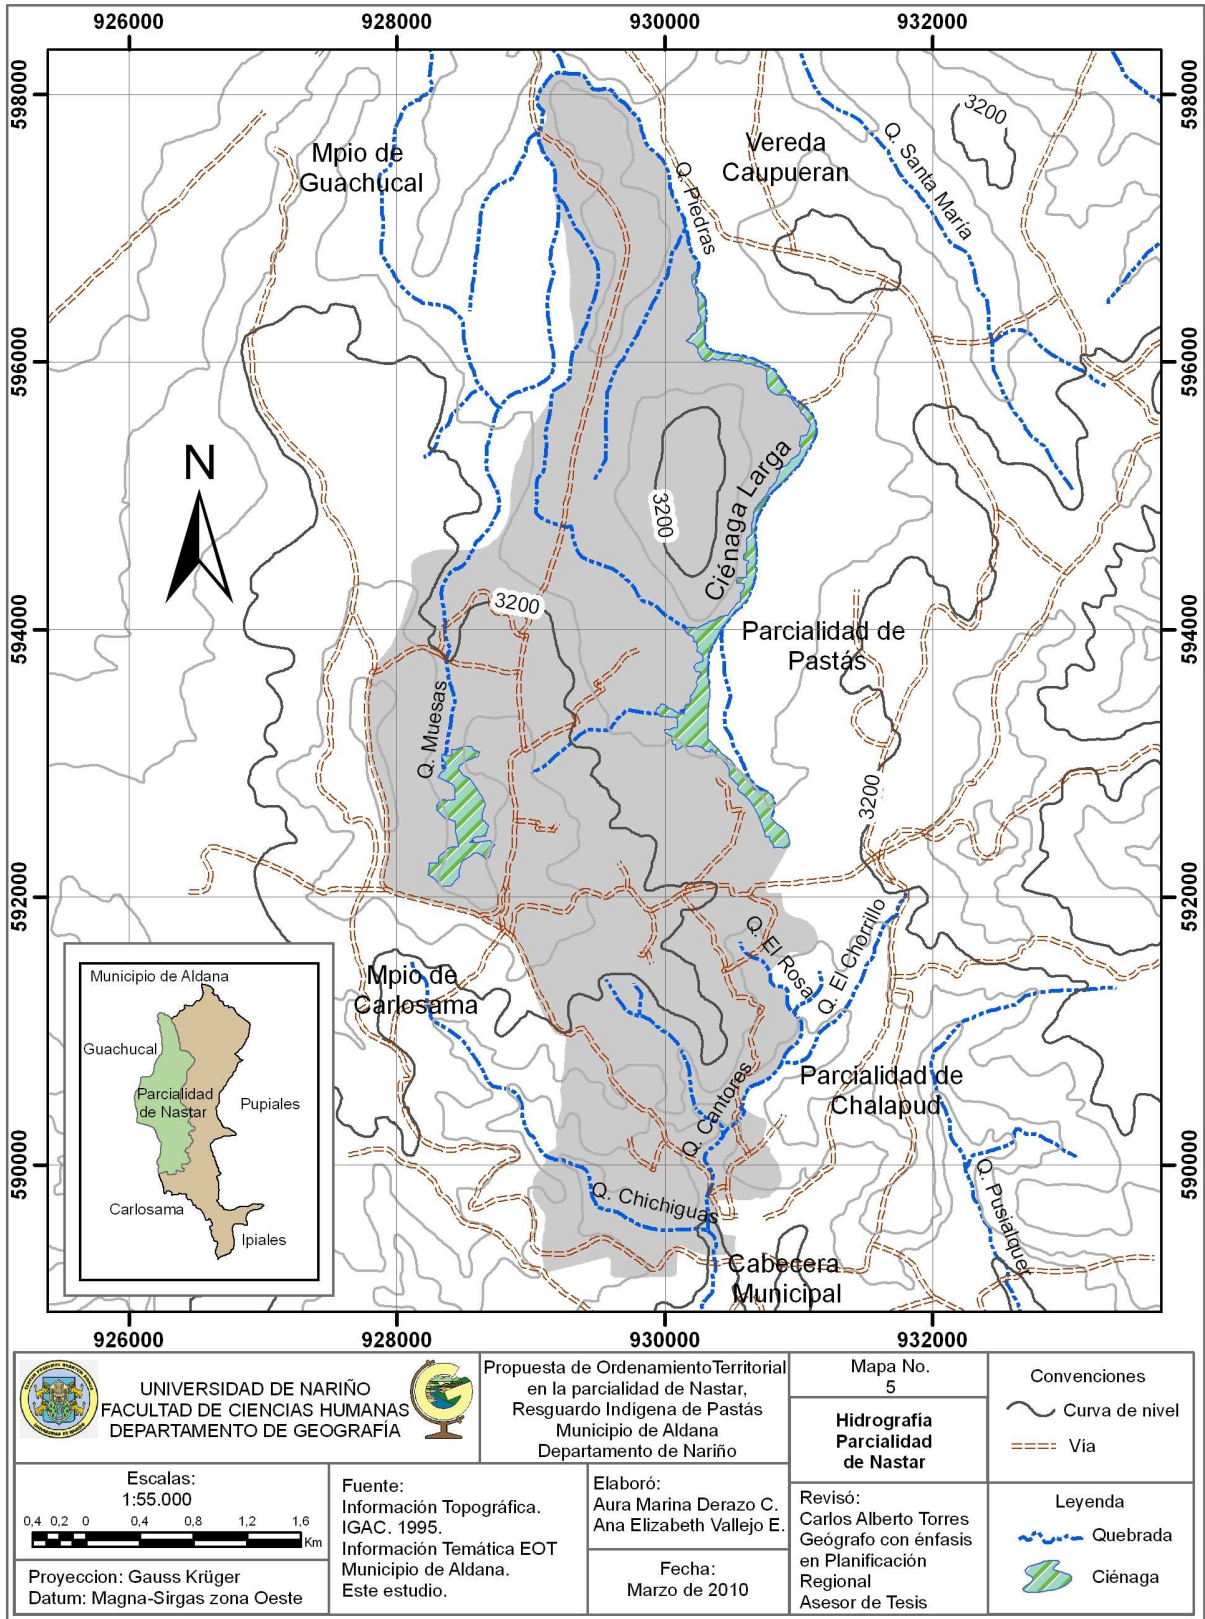 926000
928000
930000
932000
598000
598000
3200
Mpio de
Guachucal
Vereda
Caupueran
Q. Santa María
Q. Piedras
596000
596000
N
Ciénaga Larga
3200
3200
594000
594000
Parcialidad de
Pastás
Q. Muesas
3200
592000
592000
Q. El Rosal
Q. El Chorrillo
Mpio de
Carlosama
Municipio de Aldana
Guachucal
Parcialidad
de Nastar
Pupiales
Carlosama
Ipiales
Parcialidad de
Chalapud
Q. Cantores
590000
590000
Q. Chichiguas
Q. Pusialquer
Cabecera
Municipal
926000
928000
930000
932000
UNIVERSIDAD DE NARIÑO
FACULTAD DE CIENCIAS HUMANAS
DEPARTAMENTO DE GEOGRAFÍA
Propuesta de OrdenamientoTerritorial
en la parcialidad de Nastar,
Resguardo Indígena de Pastás
Municipio de Aldana
Departamento de Nariño
Mapa No.
5
Hidrografía
Parcialidad
de Nastar
Convenciones
Curva de nivel
Vía
Escalas:
1:55.000
0,4 0,2 0 0,4 0,8 1,2 1,6
Km
Proyeccion: Gauss Krüger
Datum: Magna-Sirgas zona Oeste
Fuente:
Información Topográfica.
IGAC. 1995.
Información Temática EOT
Municipio de Aldana.
Este estudio.
Elaboró:
Aura Marina Derazo C.
Ana Elizabeth Vallejo E.
Fecha:
Marzo de 2010
Revisó:
Carlos Alberto Torres
Geógrafo con énfasis
en Planificación
Regional
Asesor de Tesis
Leyenda
Quebrada
Ciénaga